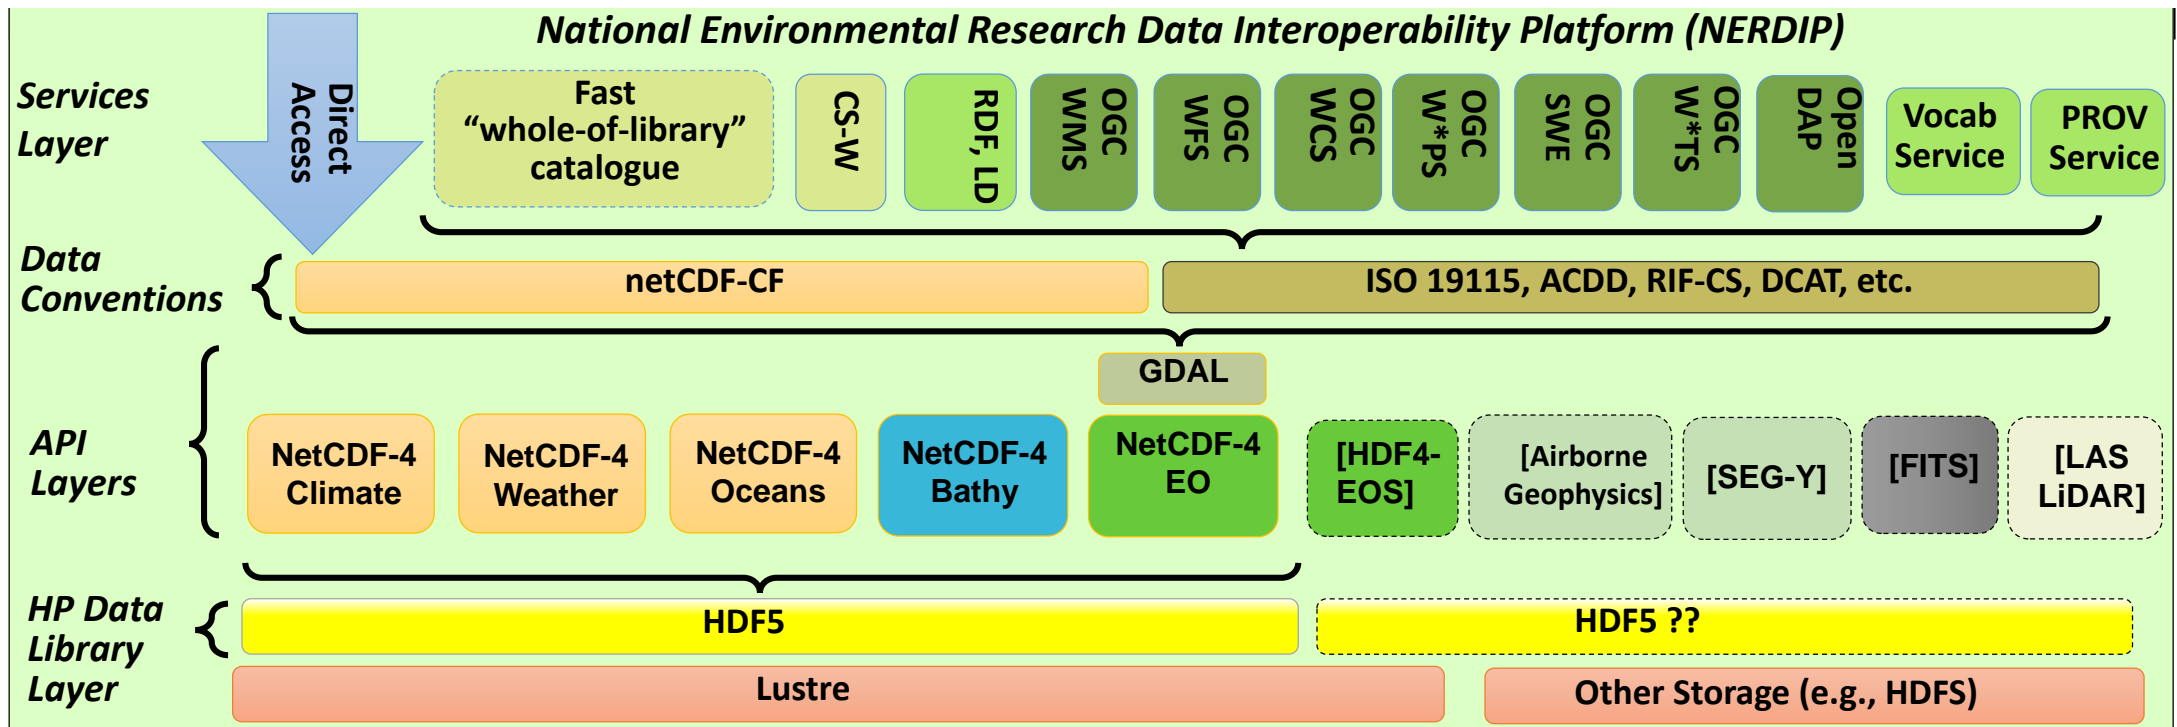 National Environmental Research Data Interoperability Platform (NERDIP)
Services
Layer
Direct
Access
Fast
“whole-of-library”
catalogue
CS-W
RDF, LD
OGC
WMS
OGC
WFS
OGC
WCS
OGC
W*PS
OGC
SWE
OGC
W*TS
Open
DAP
Vocab
Service
PROV
Service
Data
Conventions
netCDF-CF
ISO 19115, ACDD, RIF-CS, DCAT, etc.
GDAL
API
Layers
NetCDF-4
Climate
NetCDF-4
Weather
NetCDF-4
Oceans
NetCDF-4
Bathy
NetCDF-4
EO
[HDF4-
EOS]
[Airborne
Geophysics]
[SEG-Y]
[FITS]
[LAS
LiDAR]
HP Data
Library
Layer
HDF5
HDF5 ??
Lustre
Other Storage (e.g., HDFS)